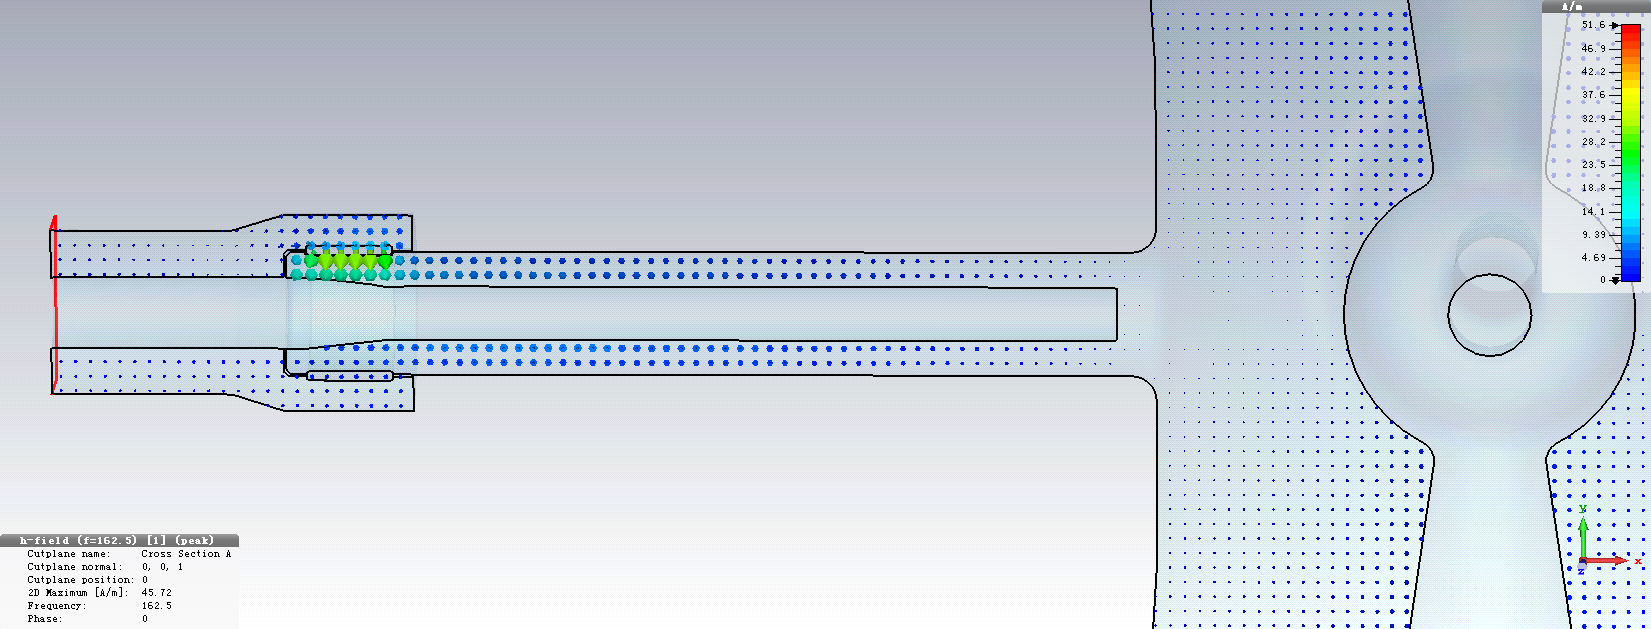 A/m
51.6
46.9
42.2
37.6
32.9
28.2
23.5
18.8
14.1
9.39
4.69
0
h-field (f=162.5) [1] (peak)
Cutplane name: Cross Section A
Cutplane normal: 0, 0, 1
Cutplane position: 0
2D Maximum [A/m]: 45.72
Frequency: 162.5
Phase: 0
y
x
z